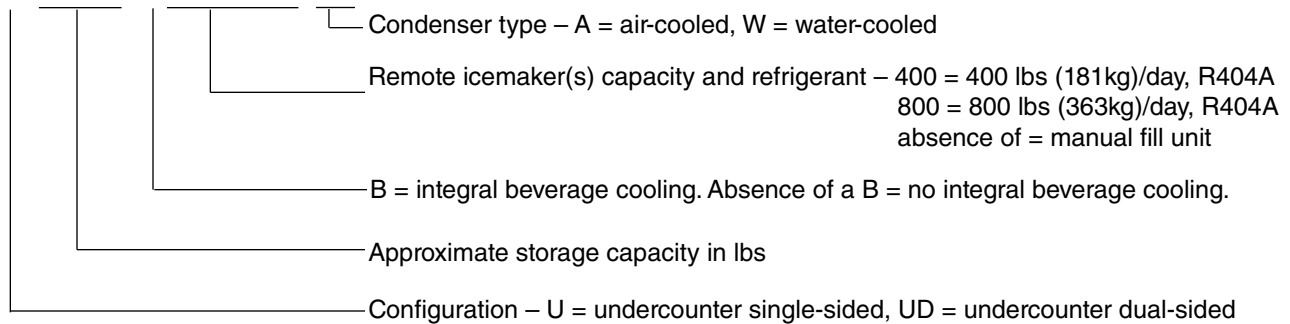 Condenser type – A = air-cooled, W = water-cooled
Remote icemaker(s) capacity and refrigerant – 400 = 400 lbs (181kg)/day, R404A
800 = 800 lbs (363kg)/day, R404A
absence of = manual fill unit
B = integral beverage cooling. Absence of a B = no integral beverage cooling.
Approximate storage capacity in lbs
Configuration – U = undercounter single-sided, UD = undercounter dual-sided